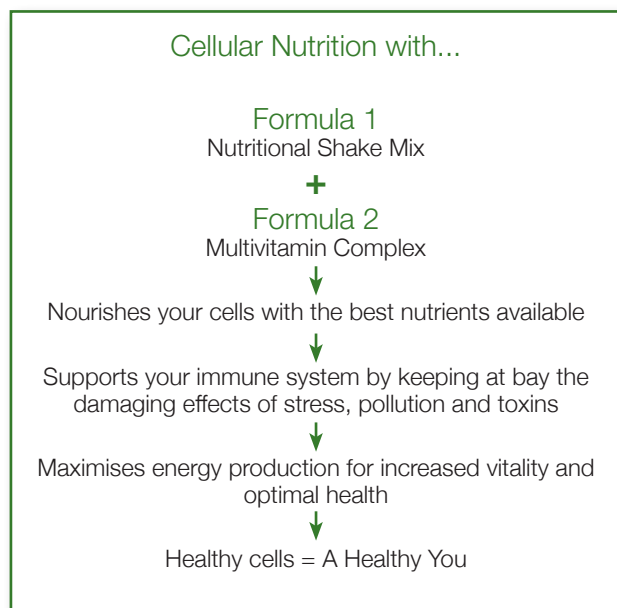 Cellular Nutrition with...
Formula 1
Nutritional Shake Mix
+
Formula 2
Multivitamin Complex
Nourishes your cells with the best nutrients available
Supports your immune system by keeping at bay the
damaging effects of stress, pollution and toxins
Maximises energy production for increased vitality and
optimal health
Healthy cells = A Healthy You